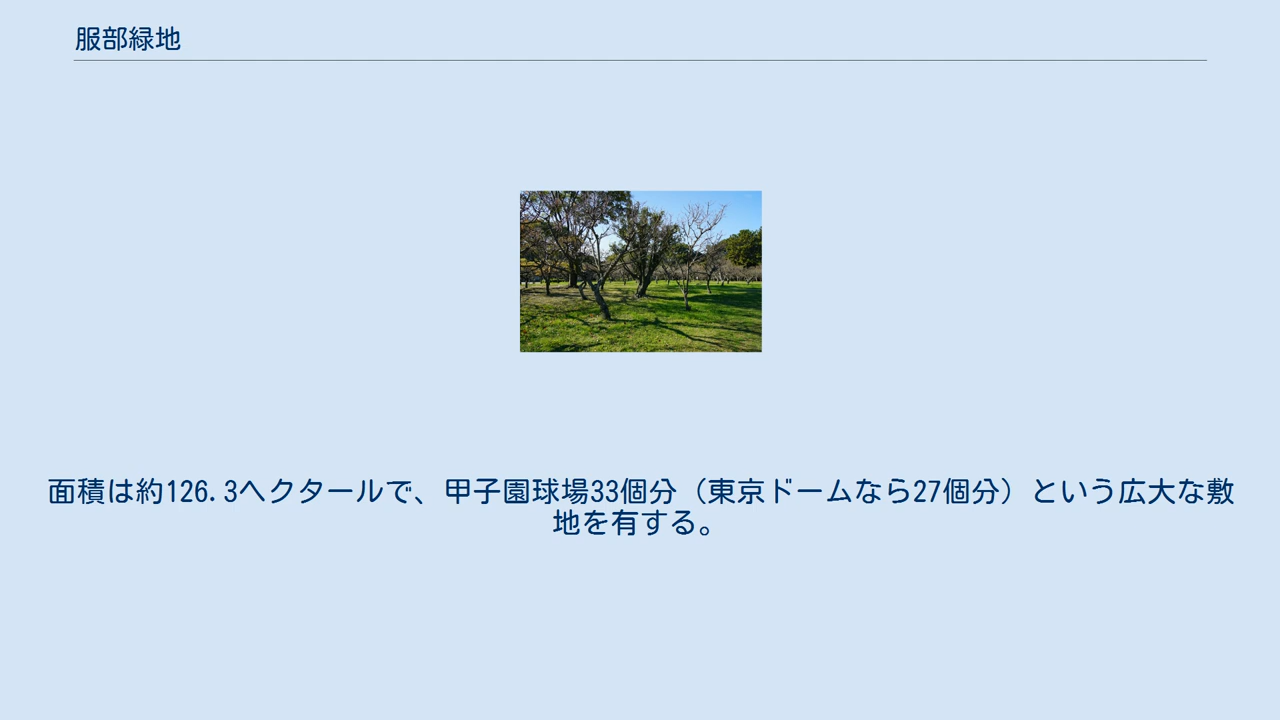 服部緑地
面積は約126.3ヘクタールで、甲子園球場33個分（東京ドームなら27個分）という広大な敷
地を有する。